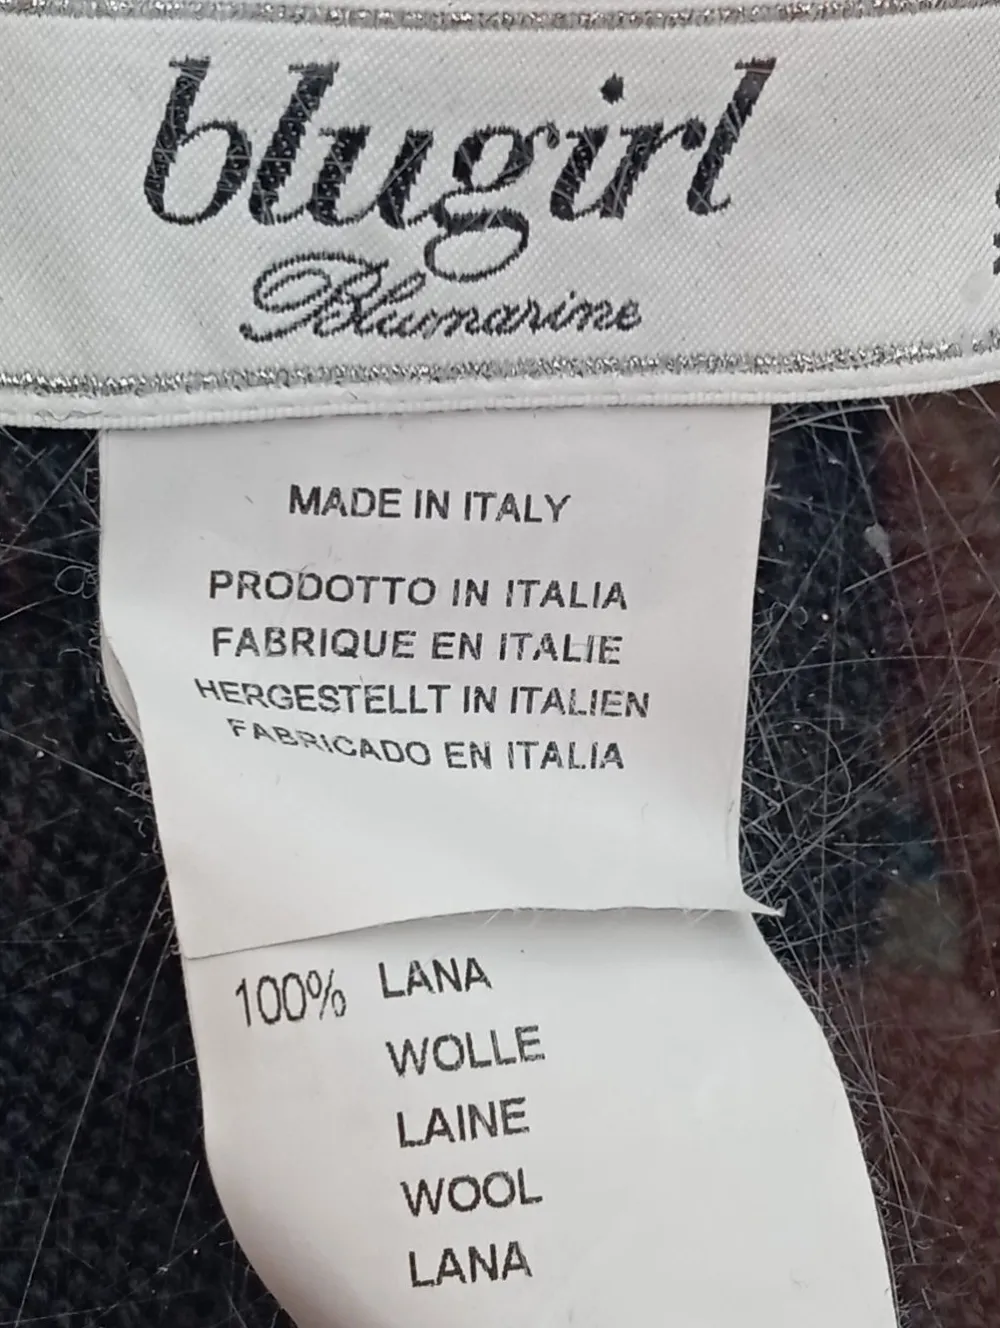 blugirl
Blumarine
MADE IN ITALY
PRODOTTO IN ITALIA
FABRIQUE EN ITALIE
HERGESTELLT IN ITALIEN
FABRICADO EN ITALIA
100% LANA
WOLLE
LAINE
WOOL
LANA